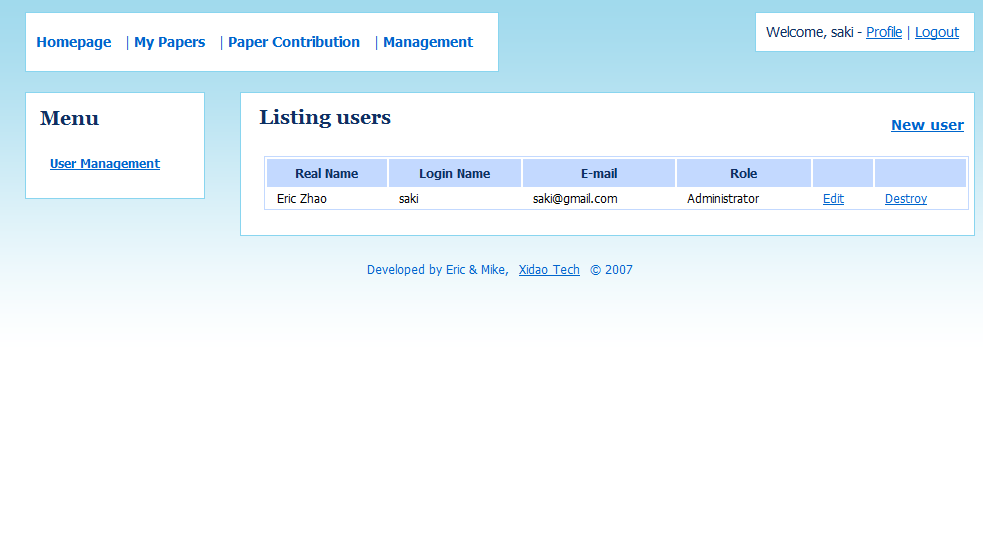 Homepage | My Papers | Paper Contribution | Management
Welcome, saki - Profile | Logout
Menu
User Management
Listing users
New user
Real Name Login Name E-mail Role
Eric Zhao saki saki@gmail.com Administrator Edit Destroy
Developed by Eric & Mike, Xidao Tech © 2007